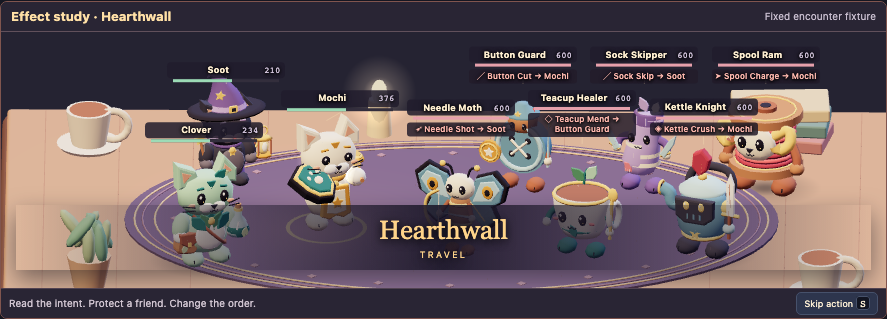 Effect study · Hearthwall
Fixed encounter fixture
Button Guard 600
⟋ Button Cut → Mochi
Sock Skipper 600
⟋ Sock Skip → Soot
Spool Ram 600
➤ Spool Charge → Mochi
Soot 210
Mochi 376
Needle Moth 600
➶ Needle Shot → Soot
Teacup Healer 600
◇ Teacup Mend →
Button Guard
Kettle Knight 600
◈ Kettle Crush → Mochi
Clover 234
Hearthwall
TRAVEL
Read the intent. Protect a friend. Change the order.
Skip action S